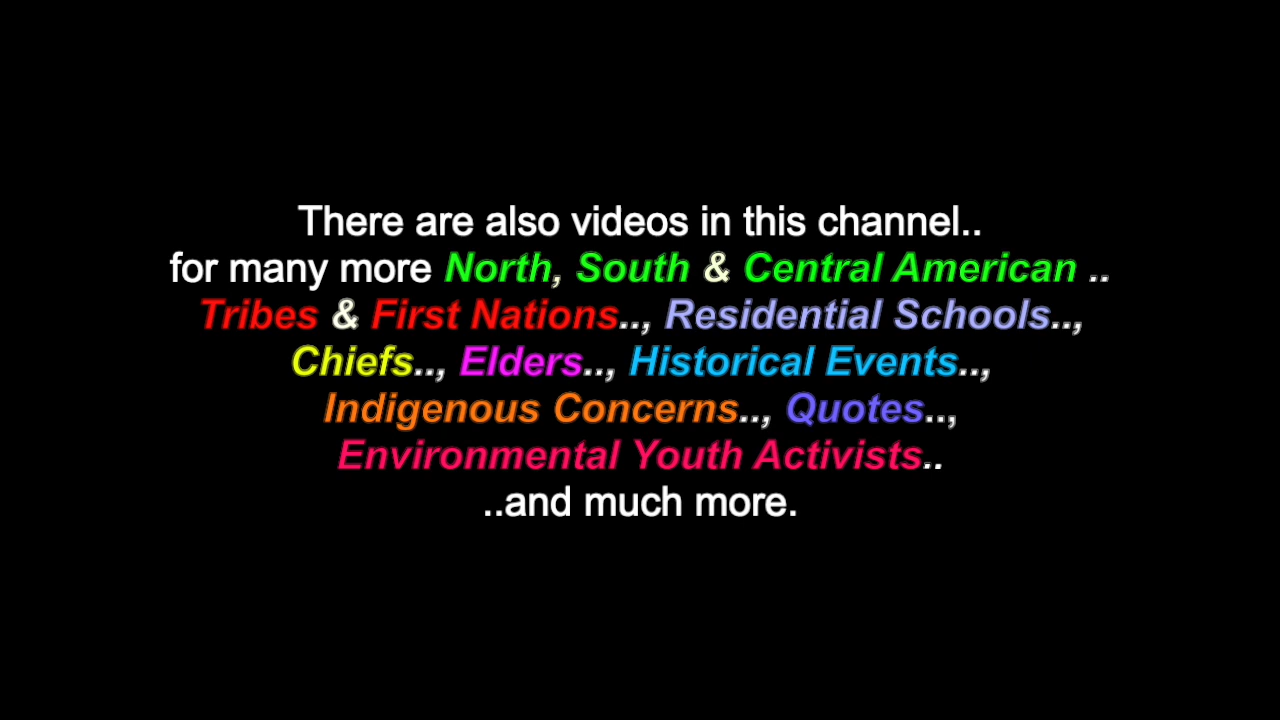 There are also videos in this channel..
for many more North, South & Central American ..
Tribes & First Nations.., Residential Schools..,
Chiefs.., Elders.., Historical Events..,
Indigenous Concerns.., Quotes..,
Environmental Youth Activists..
..and much more.